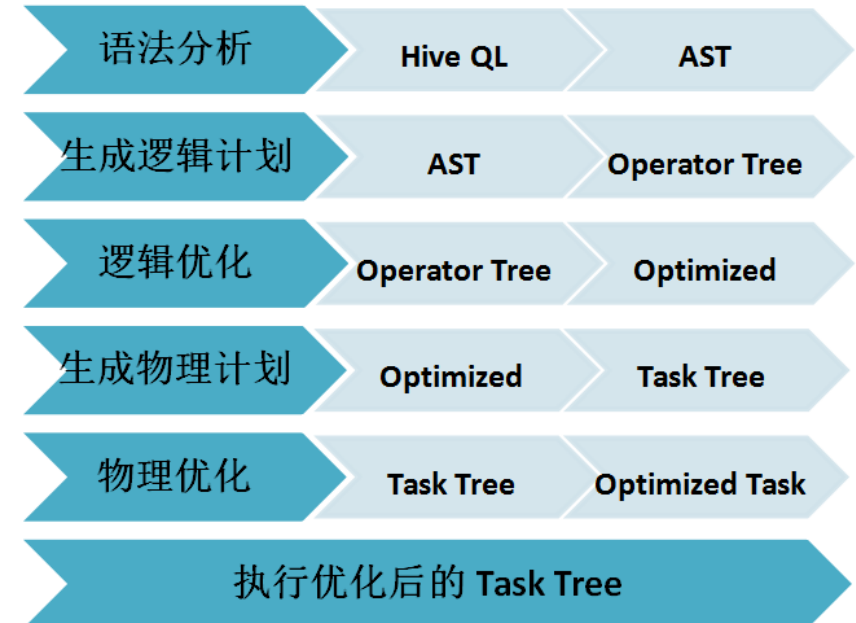 语法分析 Hive QL AST
生成逻辑计划 AST Operator Tree
逻辑优化 Operator Tree Optimized
生成物理计划 Optimized Task Tree
物理优化 Task Tree Optimized Task
执行优化后的 Task Tree